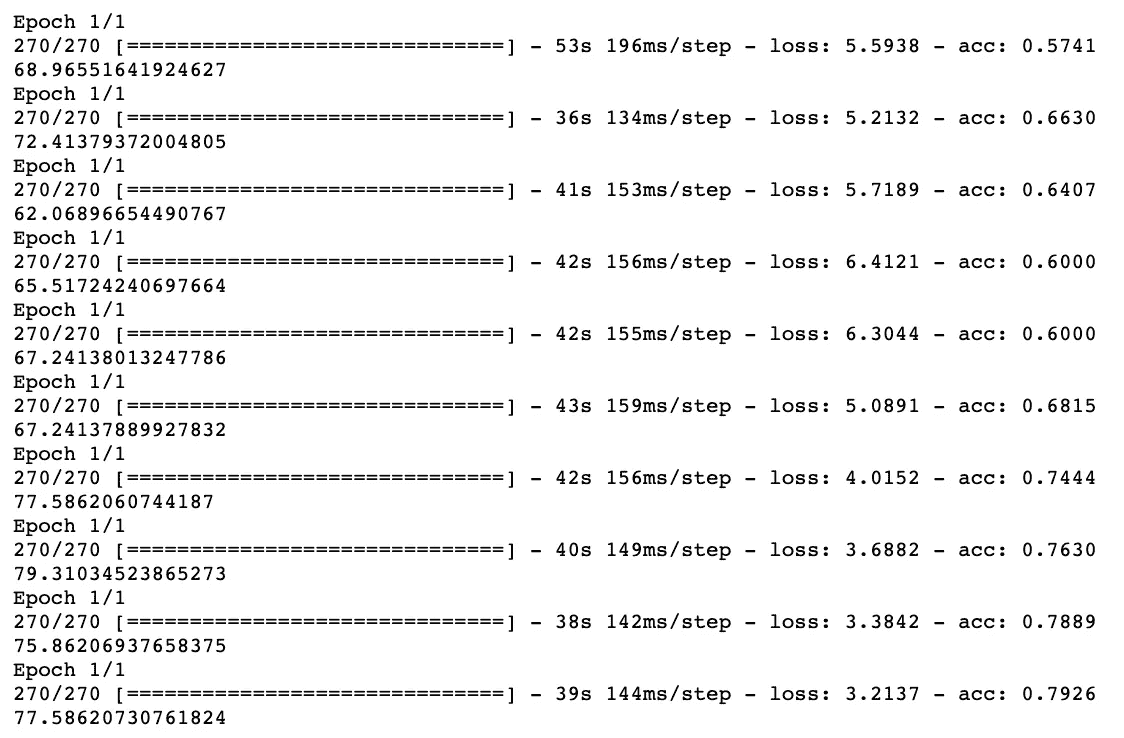 Epoch 1/1
270/270 [==============================] - 53s 196ms/step - loss: 5.5938 - acc: 0.5741
68.96551641924627
Epoch 1/1
270/270 [==============================] - 36s 134ms/step - loss: 5.2132 - acc: 0.6630
72.41379372004805
Epoch 1/1
270/270 [==============================] - 41s 153ms/step - loss: 5.7189 - acc: 0.6407
62.06896654490767
Epoch 1/1
270/270 [==============================] - 42s 156ms/step - loss: 6.4121 - acc: 0.6000
65.51724240697664
Epoch 1/1
270/270 [==============================] - 42s 155ms/step - loss: 6.3044 - acc: 0.6000
67.24138013247786
Epoch 1/1
270/270 [==============================] - 43s 159ms/step - loss: 5.0891 - acc: 0.6815
67.24137889927832
Epoch 1/1
270/270 [==============================] - 42s 156ms/step - loss: 4.0152 - acc: 0.7444
77.5862060744187
Epoch 1/1
270/270 [==============================] - 40s 149ms/step - loss: 3.6882 - acc: 0.7630
79.31034523865273
Epoch 1/1
270/270 [==============================] - 38s 142ms/step - loss: 3.3842 - acc: 0.7889
75.86206937658375
Epoch 1/1
270/270 [==============================] - 39s 144ms/step - loss: 3.2137 - acc: 0.7926
77.58620730761824